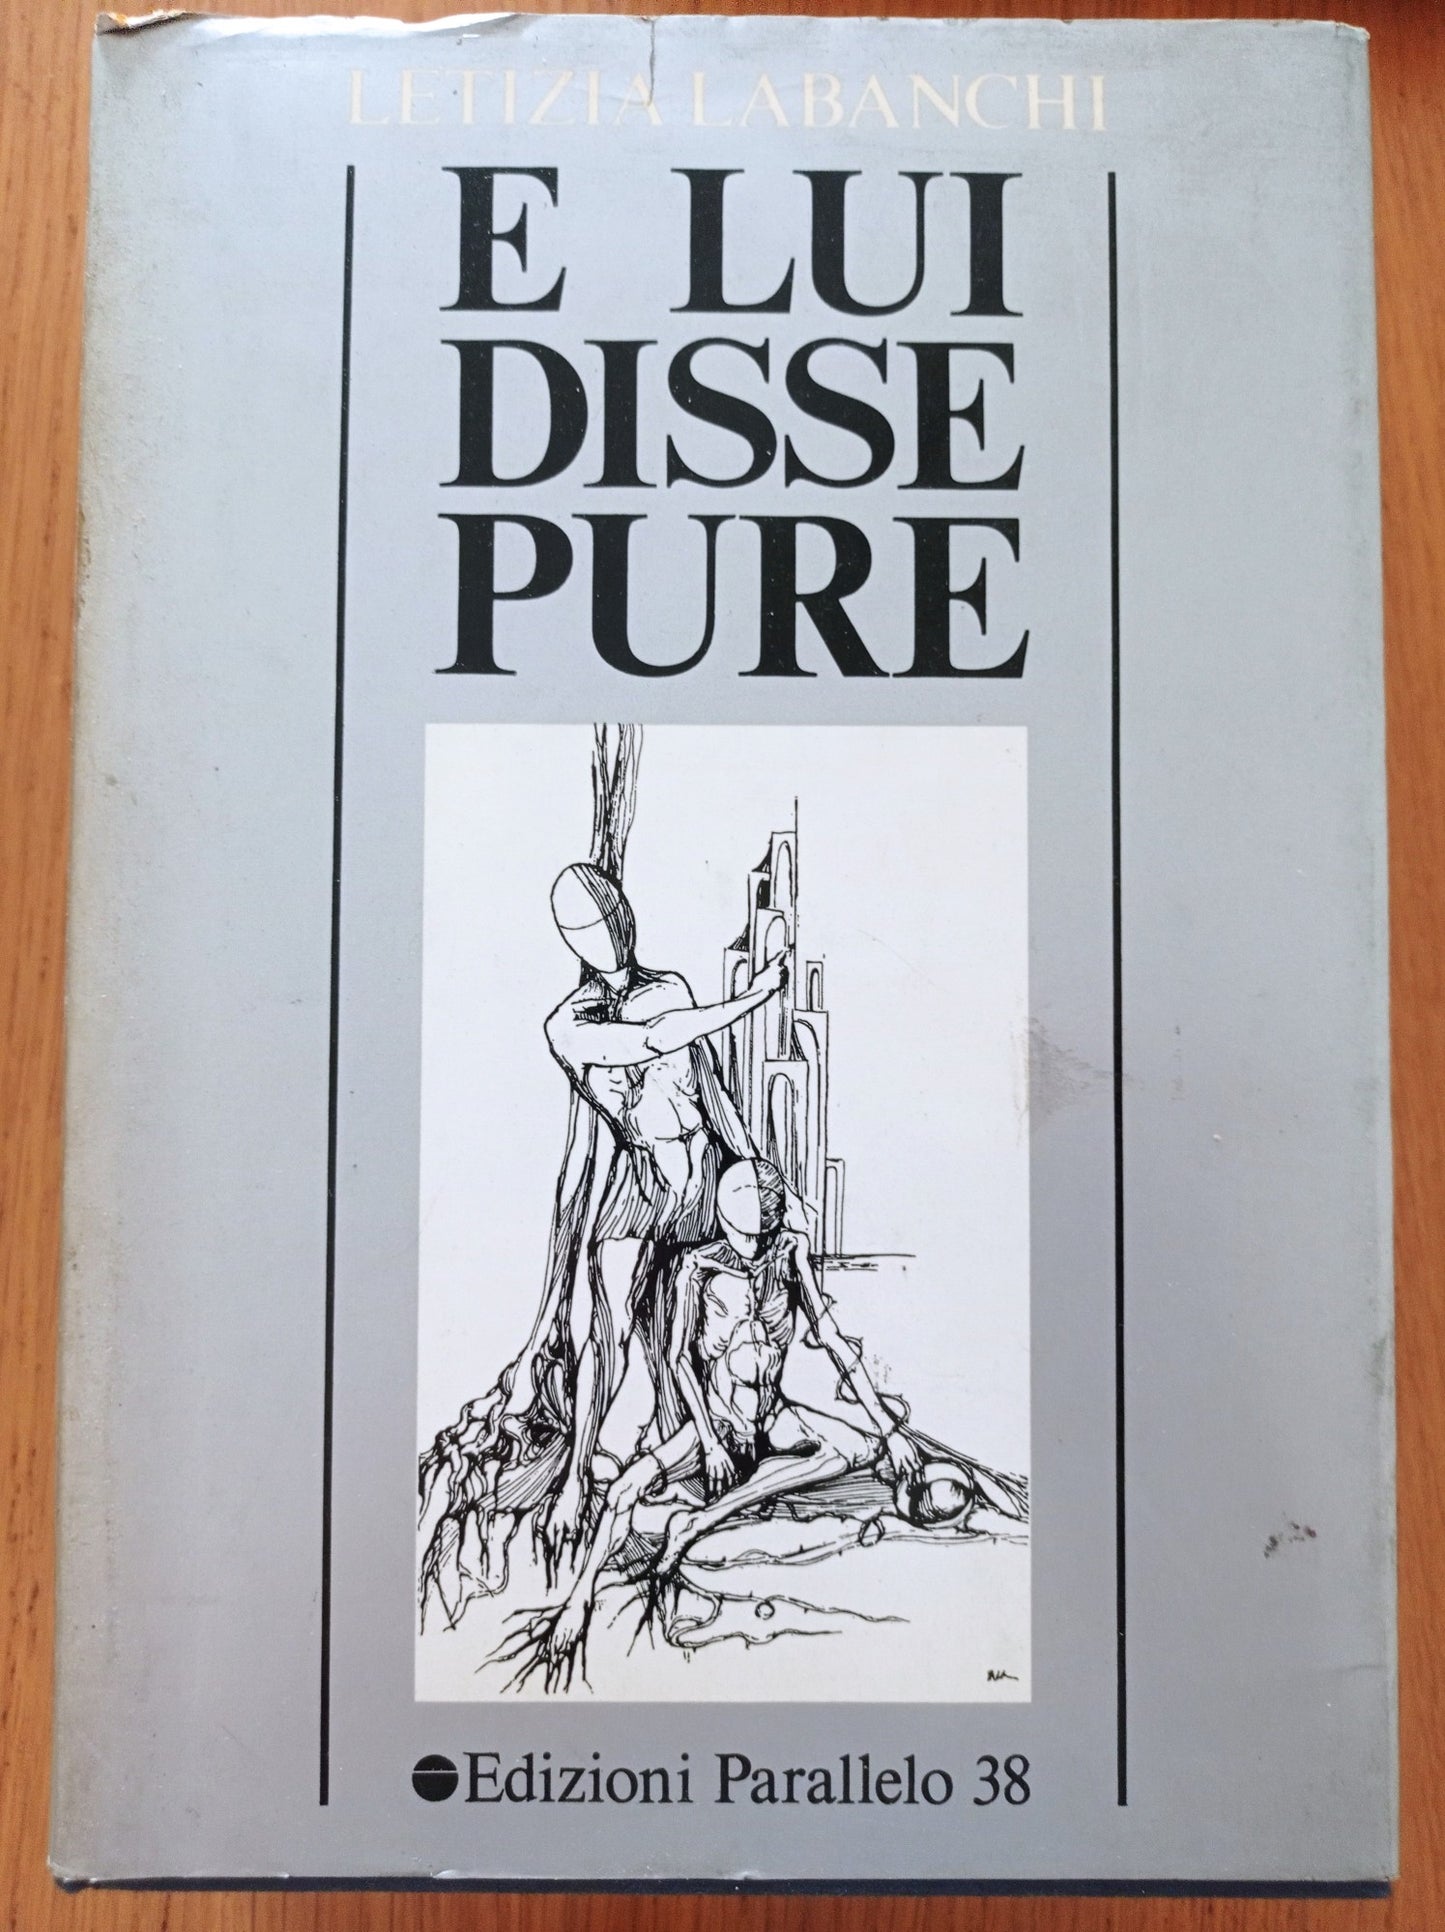 LETIZIA LABANCHI
E LUI
DISSE
PURE
Edizioni Parallelo 38